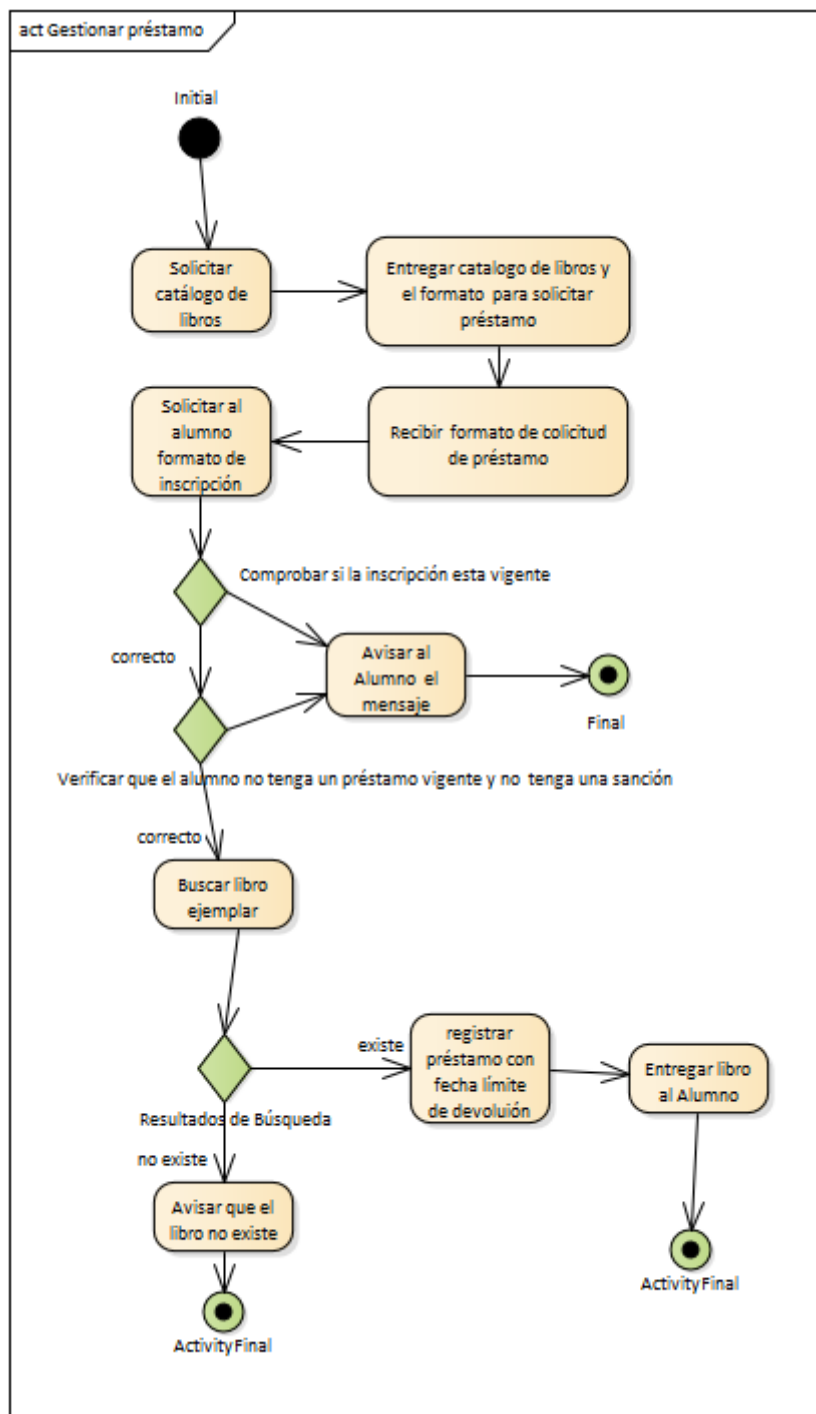 act Gestionar préstamo
Initial
Solicitar
catálogo de
libros
Entregar catalogo de libros y
el formato para solicitar
préstamo
Solicitar al
alumno
formato de
inscripción
Recibir formato de colicitud
de préstamo
Comprobar si la inscripción esta vigente
correcto
Avisar al
Alumno el
mensaje
Final
Verificar que el alumno no tenga un préstamo vigente y no tenga una sanción
correcto
Buscar libro
ejemplar
existe
registrar
préstamo con
fecha límite
de devoluión
Entregar libro
al Alumno
Resultados de Búsqueda
no existe
Avisar que el
libro no existe
ActivityFinal
ActivityFinal